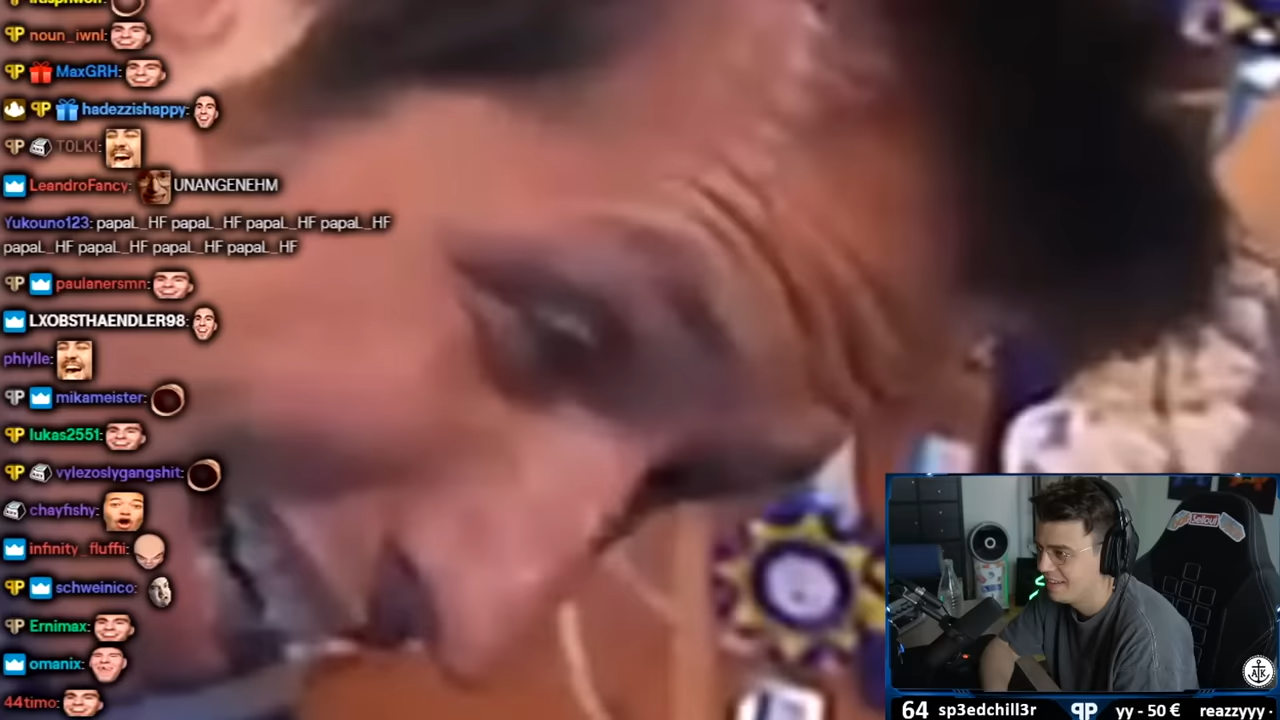 noun_iwnl:
MaxGRH:
hadezzishappy:
TOLKI:
LeandroFancy: UNANGENEHM
Yukouno123: papaL_HF papaL_HF papaL_HF papaL_HF
papaL_HF papaL_HF papaL_HF papaL_HF
paulanersmn:
LXOBSTHAENDLER98:
phlylle:
mikameister:
lukas2551:
vylezoslygangshit:
chayfishy:
infinity_fluffii:
schweinico:
Ernimax:
omanix:
44timo:
Sellout
64 sp3edchill3r yy - 50 € reazzyyy -